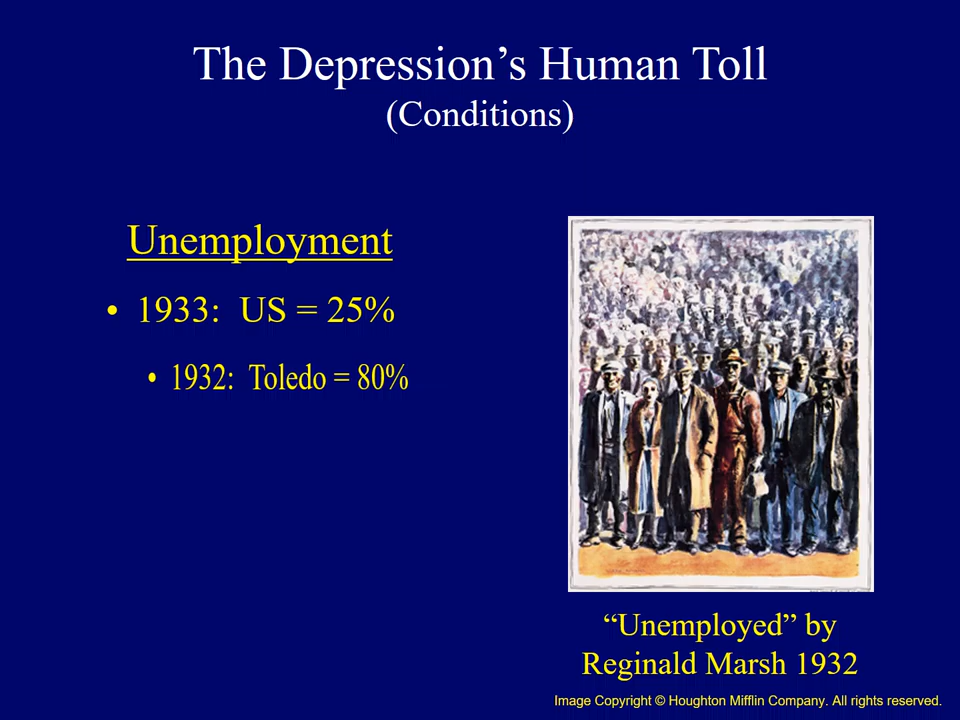 The Depression’s Human Toll
(Conditions)
Unemployment
• 1933:  US = 25%
• 1932:  Toledo = 80%
“Unemployed” by
Reginald Marsh 1932
Image Copyright © Houghton Mifflin Company. All rights reserved.